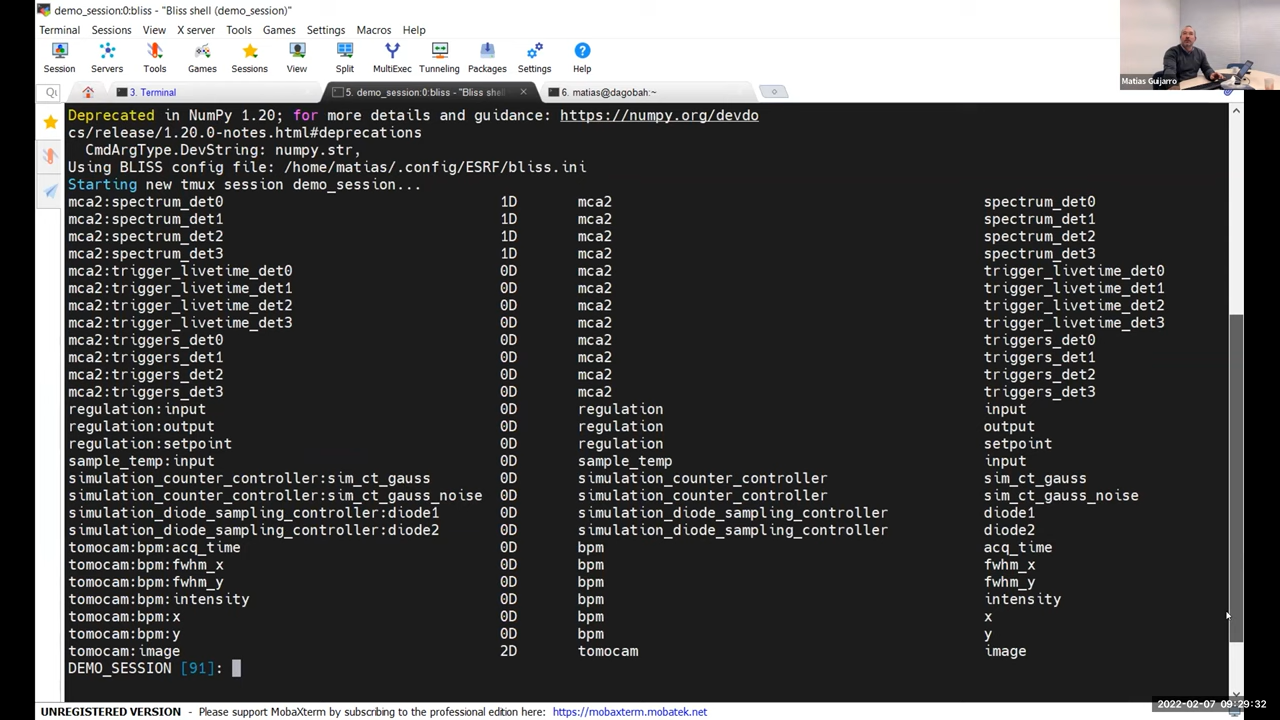 demo_session:0:bliss - "Bliss shell (demo_session)"
Terminal Sessions View X server Tools Games Settings Macros Help
Session Servers Tools Games Sessions View Split MultiExec Tunneling Packages Settings Help
Matias Guijarro
3. Terminal 5. demo_session:0:bliss - "Bliss shell 6. matias@dagobah:~
Deprecated in NumPy 1.20; for more details and guidance: https://numpy.org/devdo
cs/release/1.20.0-notes.html#deprecations
CmdArgType.DevString: numpy.str,
Using BLISS config file: /home/matias/.config/ESRF/bliss.ini
Starting new tmux session demo_session...
mca2:spectrum_det0 1D mca2 spectrum_det0
mca2:spectrum_det1 1D mca2 spectrum_det1
mca2:spectrum_det2 1D mca2 spectrum_det2
mca2:spectrum_det3 1D mca2 spectrum_det3
mca2:trigger_livetime_det0 0D mca2 trigger_livetime_det0
mca2:trigger_livetime_det1 0D mca2 trigger_livetime_det1
mca2:trigger_livetime_det2 0D mca2 trigger_livetime_det2
mca2:trigger_livetime_det3 0D mca2 trigger_livetime_det3
mca2:triggers_det0 0D mca2 triggers_det0
mca2:triggers_det1 0D mca2 triggers_det1
mca2:triggers_det2 0D mca2 triggers_det2
mca2:triggers_det3 0D mca2 triggers_det3
regulation:input 0D regulation input
regulation:output 0D regulation output
regulation:setpoint 0D regulation setpoint
sample_temp:input 0D sample_temp input
simulation_counter_controller:sim_ct_gauss 0D simulation_counter_controller sim_ct_gauss
simulation_counter_controller:sim_ct_gauss_noise 0D simulation_counter_controller sim_ct_gauss_noise
simulation_diode_sampling_controller:diode1 0D simulation_diode_sampling_controller diode1
simulation_diode_sampling_controller:diode2 0D simulation_diode_sampling_controller diode2
tomocam:bpm:acq_time 0D bpm acq_time
tomocam:bpm:fwhm_x 0D bpm fwhm_x
tomocam:bpm:fwhm_y 0D bpm fwhm_y
tomocam:bpm:intensity 0D bpm intensity
tomocam:bpm:x 0D bpm x
tomocam:bpm:y 0D bpm y
tomocam:image 2D tomocam image
DEMO_SESSION [91]:
2022-02-07 09:29:32
UNREGISTERED VERSION - Please support MobaXterm by subscribing to the professional edition here: https://mobaxterm.mobatek.net